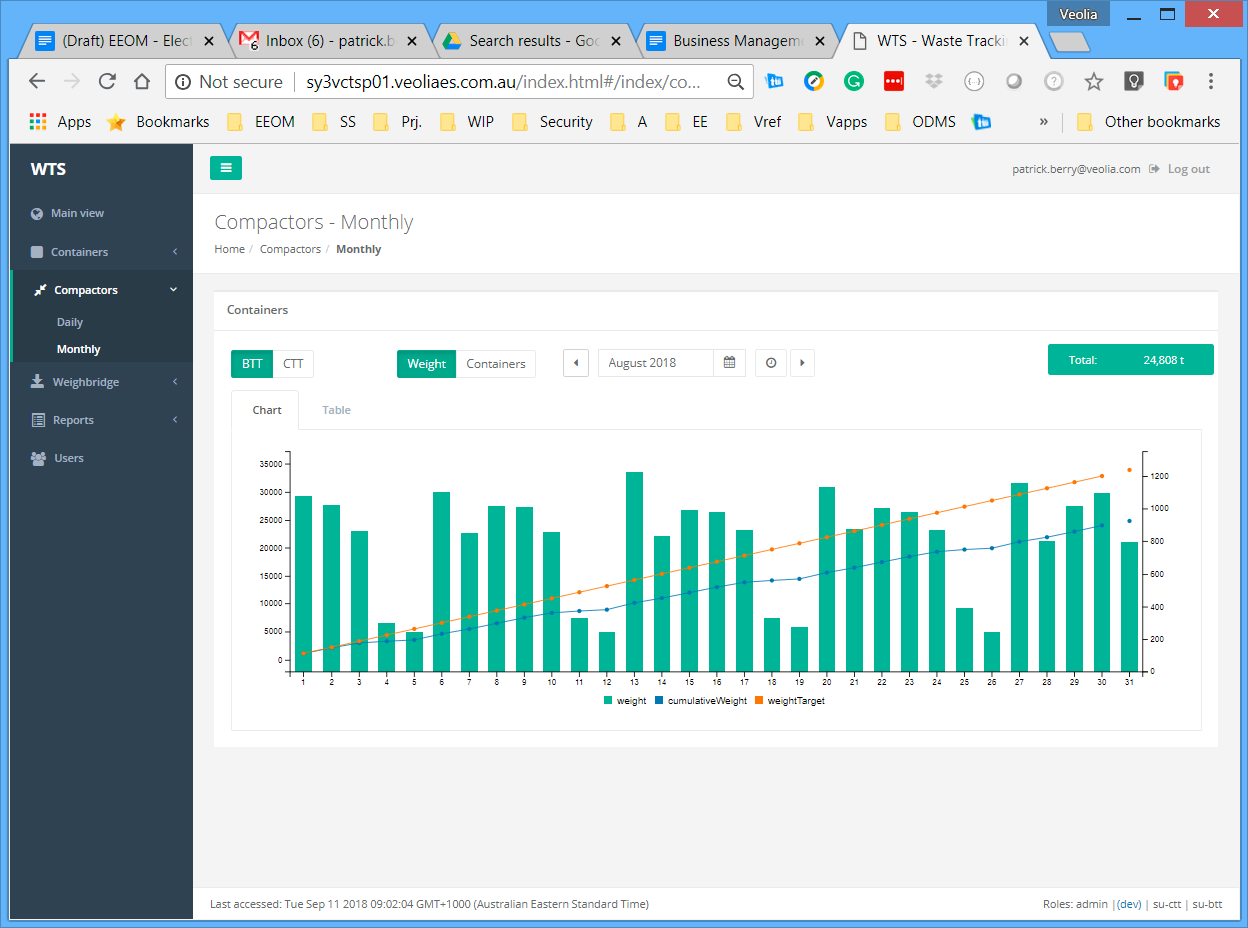 Veolia
(Draft) EEOM - Elec
Inbox (6) - patrick.b
Search results - Goo
Business Managem
WTS - Waste Tracki
6
Not secure
sy3vctsp01.veoliaes.com.au/index.html#/index/co...
Apps
Bookmarks
EEOM
SS
Prj.
WIP
Security
A
EE
Vref
Vapps
ODMS
»
Other bookmarks
WTS
Main view
Containers
Compactors
Daily
Monthly
Weighbridge
Reports
Users
patrick.berry@veolia.com
Log out
Compactors - Monthly
Home / Compactors / Monthly
Containers
BTT CTT
Weight Containers
August 2018
Total: 24,808 t
Chart Table
35000
30000
25000
20000
15000
10000
5000
0
1200
1000
800
600
400
200
0
1 2 3 4 5 6 7 8 9 10 11 12 13 14 15 16 17 18 19 20 21 22 23 24 25 26 27 28 29 30 31
weight cumulativeWeight weightTarget
Last accessed: Tue Sep 11 2018 09:02:04 GMT+1000 (Australian Eastern Standard Time)
Roles: admin |(dev) | su-ctt | su-btt